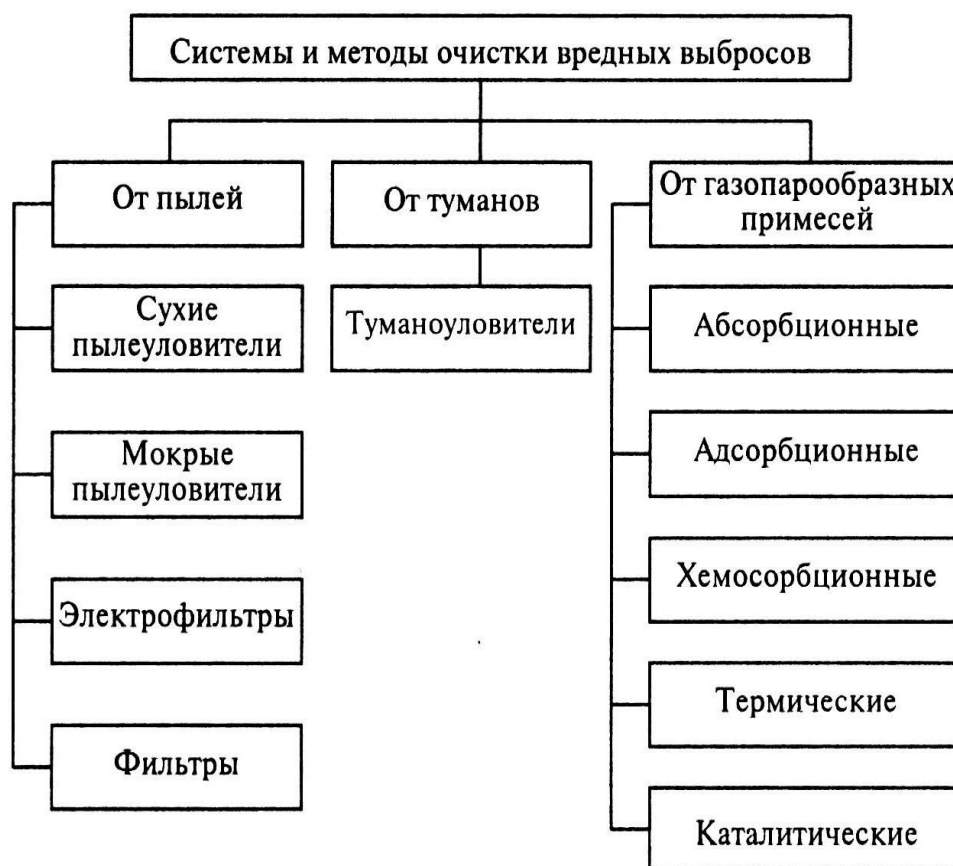 Системы и методы очистки вредных выбросов
От пылей
Сухие
пылеуловители
Мокрые
пылеуловители
Электрофильтры
Фильтры
От туманов
Туманоуловители
От газопарообразных
примесей
Абсорбционные
Адсорбционные
Хемосорбционные
Термические
Каталитические